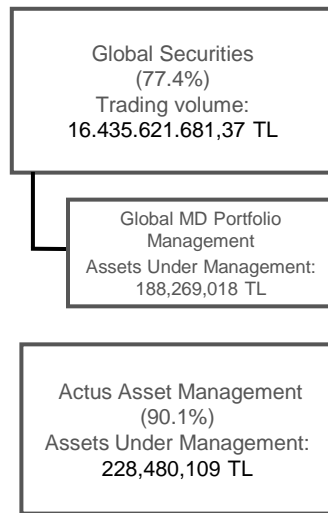 Global Securities
(77.4%)
Trading volume:
16.435.621.681,37 TL
Global MD Portfolio
Management
Assets Under Management:
188,269,018 TL
Actus Asset Management
(90.1%)
Assets Under Management:
228,480,109 TL